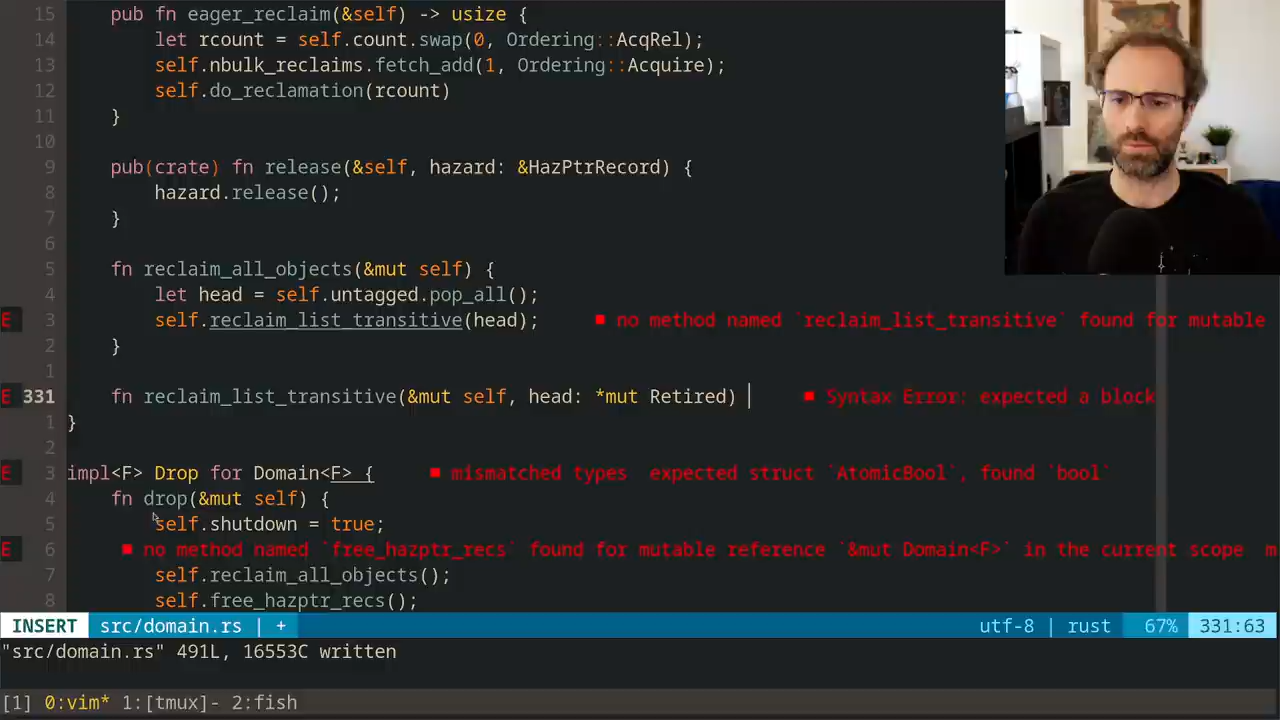 15     pub fn eager_reclaim(&self) -> usize {
14         let rcount = self.count.swap(0, Ordering::AcqRel);
13         self.nbulk_reclaims.fetch_add(1, Ordering::Acquire);
12         self.do_reclamation(rcount)
11     }
10
9     pub(crate) fn release(&self, hazard: &HazPtrRecord) {
8         hazard.release();
7     }
6
5     fn reclaim_all_objects(&mut self) {
4         let head = self.untagged.pop_all();
E 3         self.reclaim_list_transitive(head);     ■ no method named `reclaim_list_transitive` found for mutable
2     }
1
E 331     fn reclaim_list_transitive(&mut self, head: *mut Retired)      ■ Syntax Error: expected a block
1 }
2
E 3 impl<F> Drop for Domain<F> {     ■ mismatched types  expected struct `AtomicBool`, found `bool`
4     fn drop(&mut self) {
5         self.shutdown = true;
E 6     ■ no method named `free_hazptr_recs` found for mutable reference `&mut Domain<F>` in the current scope  m
7         self.reclaim_all_objects();
8         self.free_hazptr_recs();
INSERT  src/domain.rs | +     utf-8 | rust  67%  331:63
"src/domain.rs" 491L, 16553C written
[1] 0:vim* 1:[tmux]- 2:fish